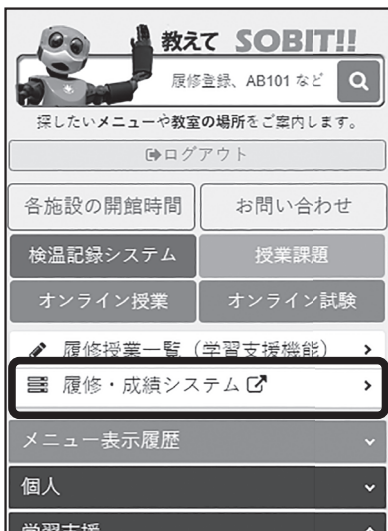 教えて SOBIT!!
履修登録、AB101 など
探したいメニューや教室の場所をご案内します。
ログアウト
各施設の開館時間
お問い合わせ
検温記録システム
授業課題
オンライン授業
オンライン試験
履修授業一覧（学習支援機能）
履修・成績システム
メニュー表示履歴
個人
学習支援